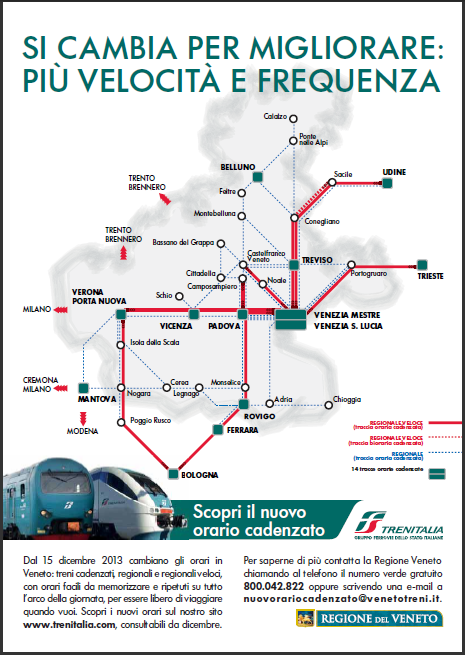 SI CAMBIA PER MIGLIORARE:
PIÙ VELOCITÀ E FREQUENZA
Calalzo
Ponte
nelle Alpi
BELLUNO
TRENTO
BRENNERO
Feltre
Sacile
UDINE
Montebelluna
Conegliano
TRENTO
BRENNERO
Bassano del Grappa
Castelfranco
Veneto
TREVISO
Portogruaro
TRIESTE
Cittadella
Camposampiero
Noale
VERONA
PORTA NUOVA
Schio
MILANO
VICENZA
PADOVA
VENEZIA MESTRE
VENEZIA S. LUCIA
Isola della Scala
CREMONA
MILANO
MANTOVA
Nogara
Cerea
Legnago
Monselice
Adria
Chioggia
ROVIGO
MODENA
Poggio Rusco
FERRARA
BOLOGNA
REGIONALE VELOCE
(traccia oraria cadenzata)
REGIONALE VELOCE
(traccia bioraria cadenzata)
REGIONALE
(traccia oraria cadenzata)
14 tracce orarie cadenzate
Scopri il nuovo
orario cadenzato
TRENITALIA
GRUPPO FERROVIE DELLO STATO ITALIANE
Dal 15 dicembre 2013 cambiano gli orari in
Veneto: treni cadenzati, regionali e regionali veloci,
con orari facili da memorizzare e ripetuti su tutto
l'arco della giornata, per essere libero di viaggiare
quando vuoi. Scopri i nuovi orari sul nostro sito
www.trenitalia.com, consultabili da dicembre.
Per saperne di più contatta la Regione Veneto
chiamando al telefono il numero verde gratuito
800.042.822 oppure scrivendo una e-mail a
nuovorariocadenzato@venetotreni.it.
REGIONE DEL VENETO